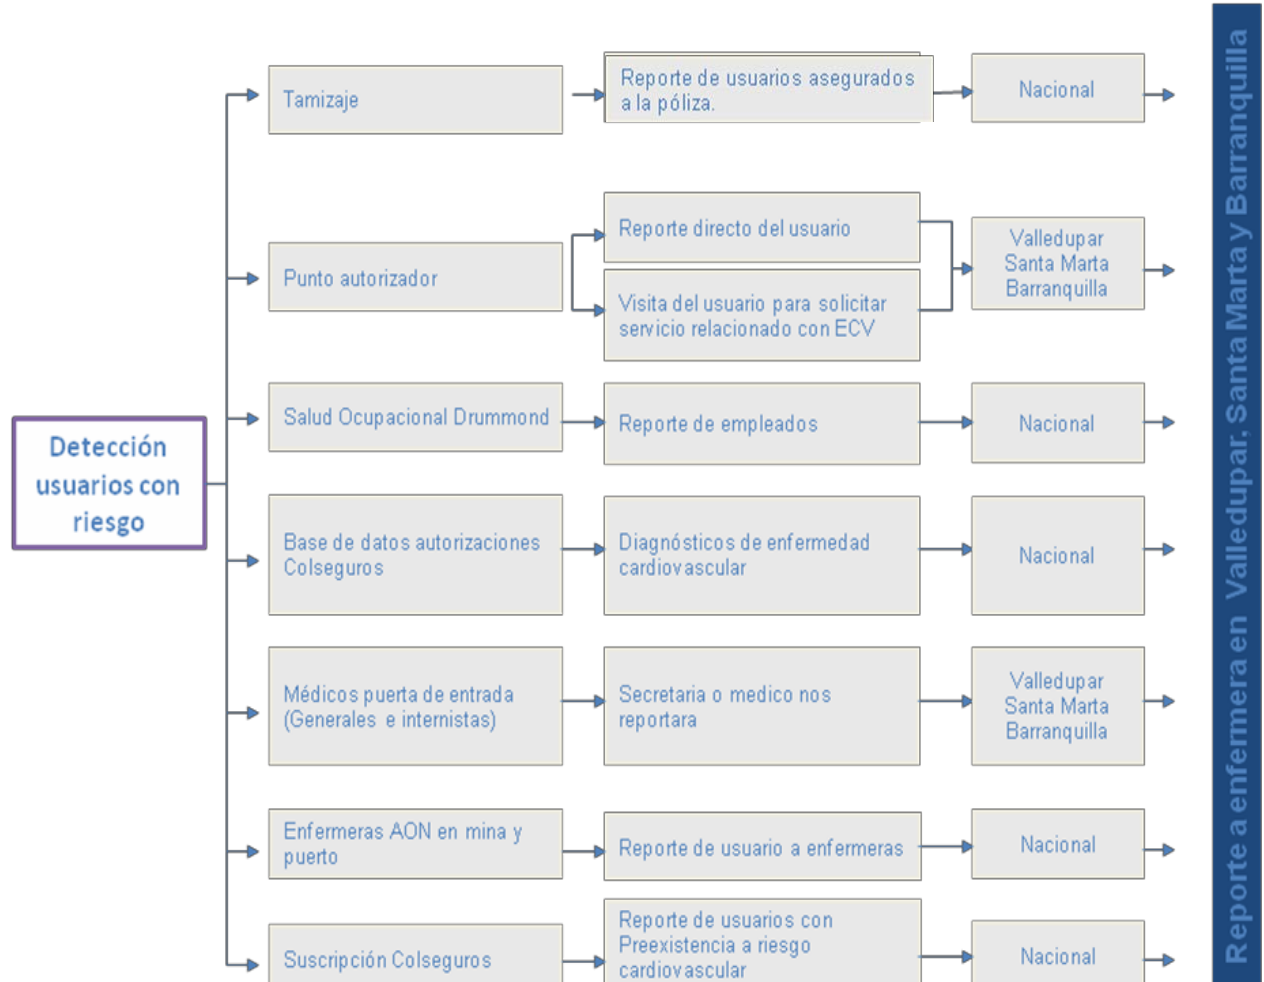 Tamizaje
Reporte de usuarios asegurados
a la póliza.
Nacional
Punto autorizador
Reporte directo del usuario
Visita del usuario para solicitar
servicio relacionado con ECV
Valledupar
Santa Marta
Barranquilla
Detección
usuarios con
riesgo
Salud Ocupacional Drummond
Reporte de empleados
Nacional
Base de datos autorizaciones
Colseguros
Diagnósticos de enfermedad
cardiovascular
Nacional
Médicos puerta de entrada
(Generales e internistas)
Secretaria o medico nos
reportara
Valledupar
Santa Marta
Barranquilla
Enfermeras AON en mina y
puerto
Reporte de usuario a enfermeras
Nacional
Suscripción Colseguros
Reporte de usuarios con
Preexistencia a riesgo
cardiovascular
Nacional
Reporte a enfermera en Valledupar, Santa Marta y Barranquilla